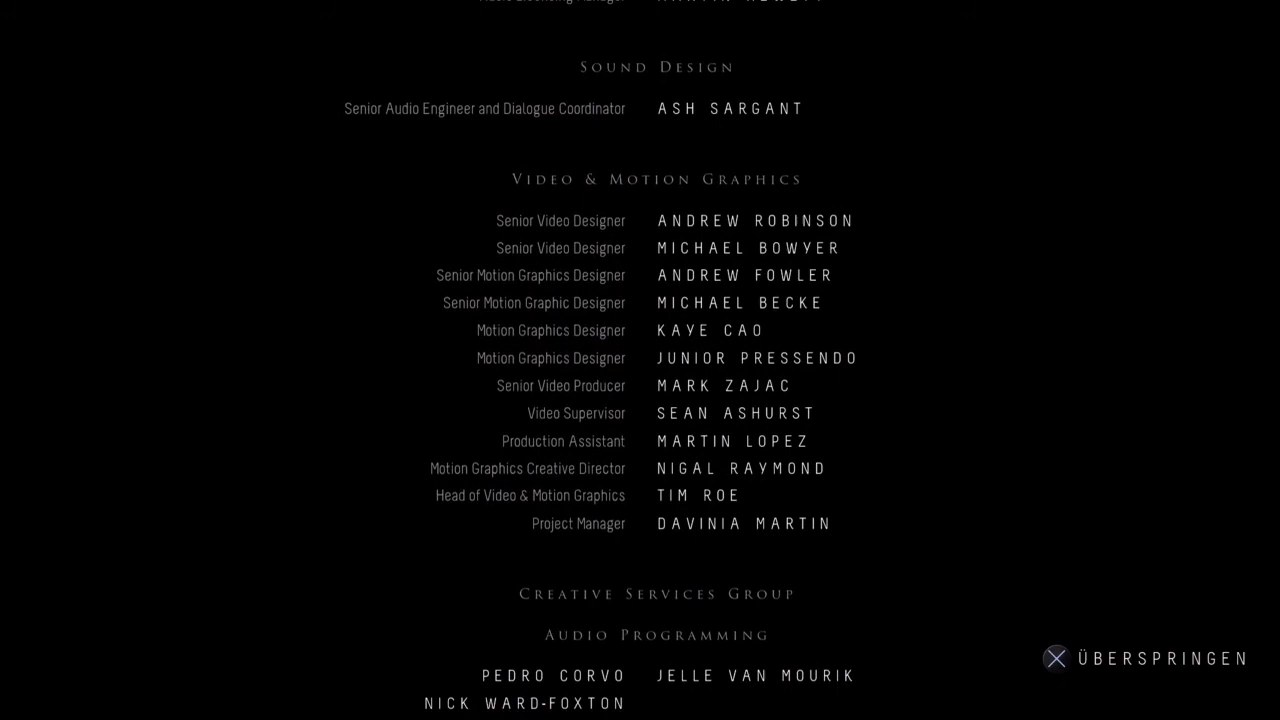 Sound Design
Senior Audio Engineer and Dialogue Coordinator ASH SARGANT
Video & Motion Graphics
Senior Video Designer ANDREW ROBINSON
Senior Video Designer MICHAEL BOWYER
Senior Motion Graphics Designer ANDREW FOWLER
Senior Motion Graphic Designer MICHAEL BECKE
Motion Graphics Designer KAYE CAO
Motion Graphics Designer JUNIOR PRESSENDO
Senior Video Producer MARK ZAJAC
Video Supervisor SEAN ASHURST
Production Assistant MARTIN LOPEZ
Motion Graphics Creative Director NIGAL RAYMOND
Head of Video & Motion Graphics TIM ROE
Project Manager DAVINIA MARTIN
Creative Services Group
Audio Programming
PEDRO CORVO JELLE VAN MOURIK
NICK WARD-FOXTON
ÜBERSPRINGEN